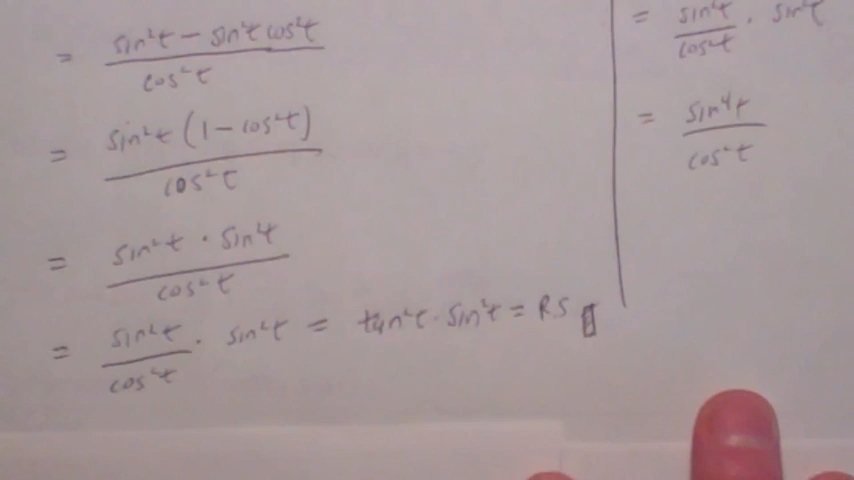 = sin²t - sin²t cos²t / cos²t
= sin²t (1 - cos²t) / cos²t
= sin²t · sin²t / cos²t
= sin²t / cos²t · sin²t = tan²t · sin²t = RS
= sin²t / cos²t · sin²t
= sin⁴t / cos²t